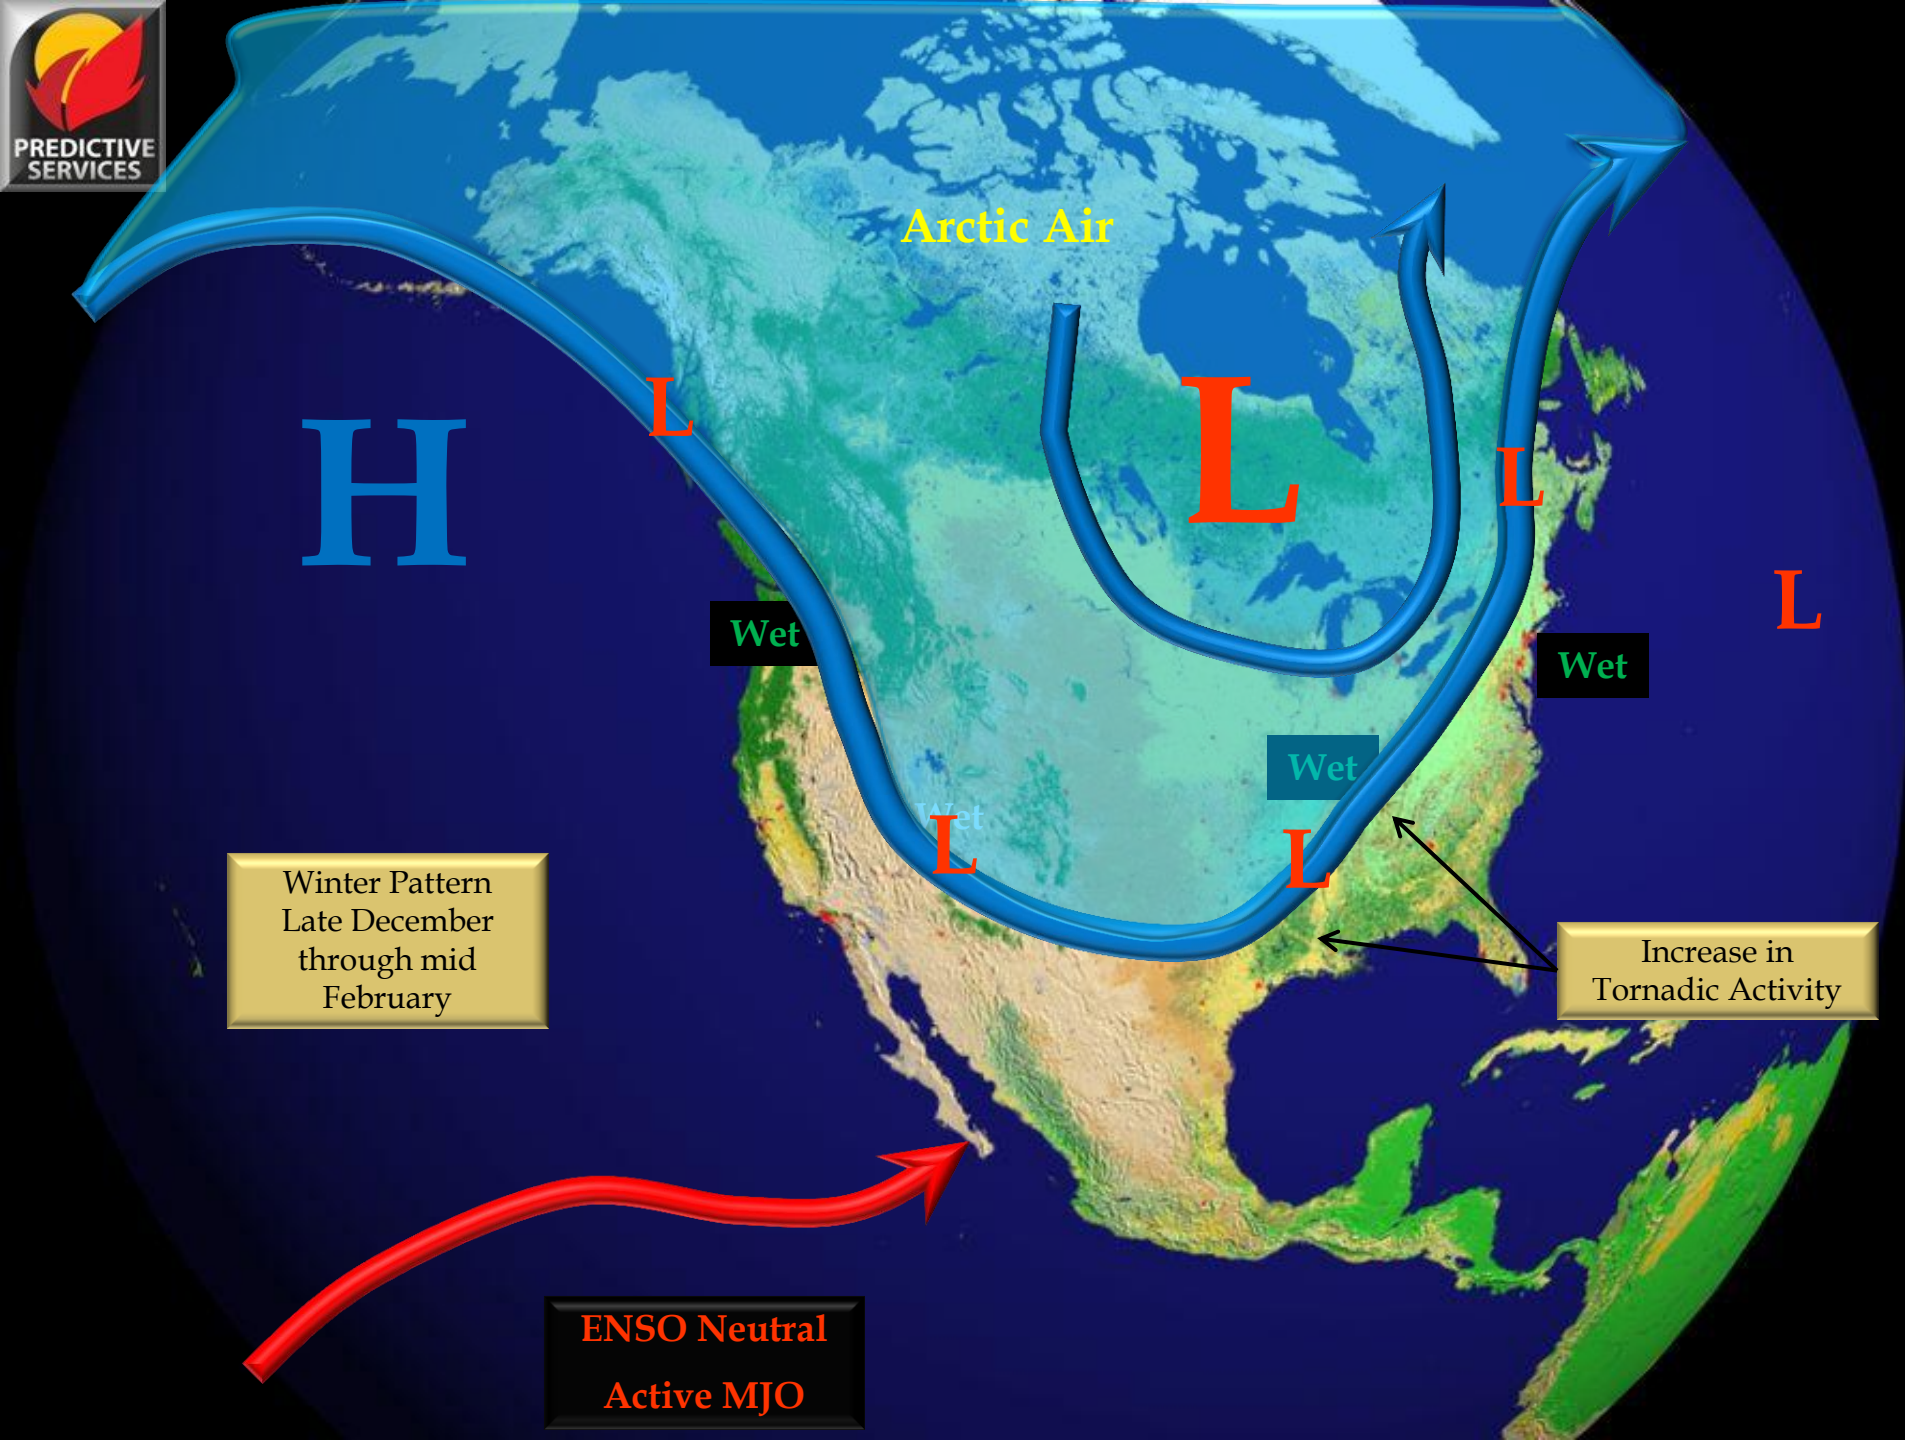 PREDICTIVE
SERVICES
Arctic Air
L
L
H
L
L
Wet
Wet
Wet
Wet
L
L
Winter Pattern
Late December
through mid
February
Increase in
Tornadic Activity
ENSO Neutral
Active MJO